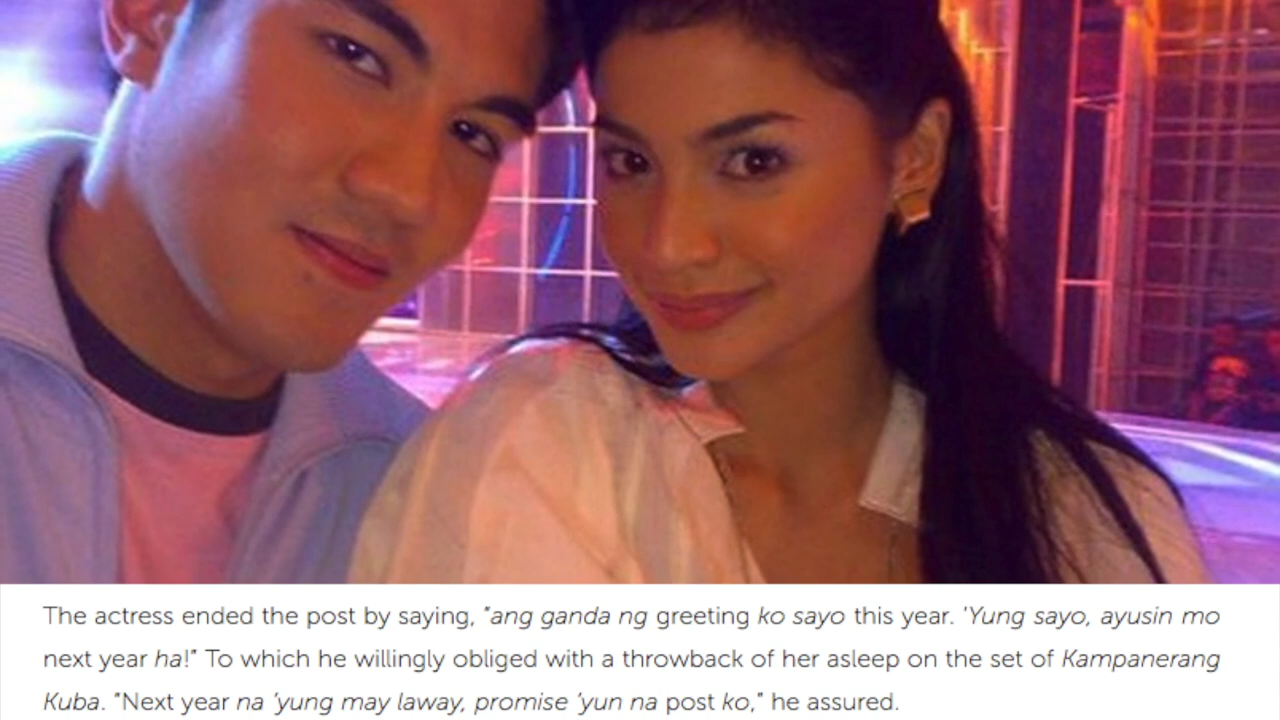 The actress ended the post by saying, "ang ganda ng greeting ko sayo this year. 'Yung sayo, ayusin mo
next year ha!" To which he willingly obliged with a throwback of her asleep on the set of Kampanerang
Kuba. "Next year na 'yung may laway, promise 'yun na post ko," he assured.